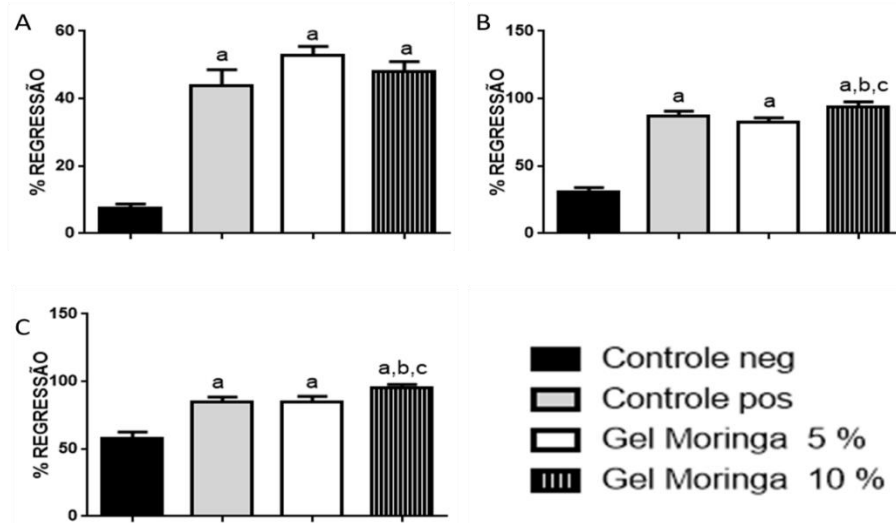 A
% REGRESSÃO
60
40
20
0
a
a
a
B
% REGRESSÃO
150
100
50
0
a
a
a,b,c
C
% REGRESSÃO
150
100
50
0
a
a
a,b,c
Controle neg
Controle pos
Gel Moringa 5 %
Gel Moringa 10 %